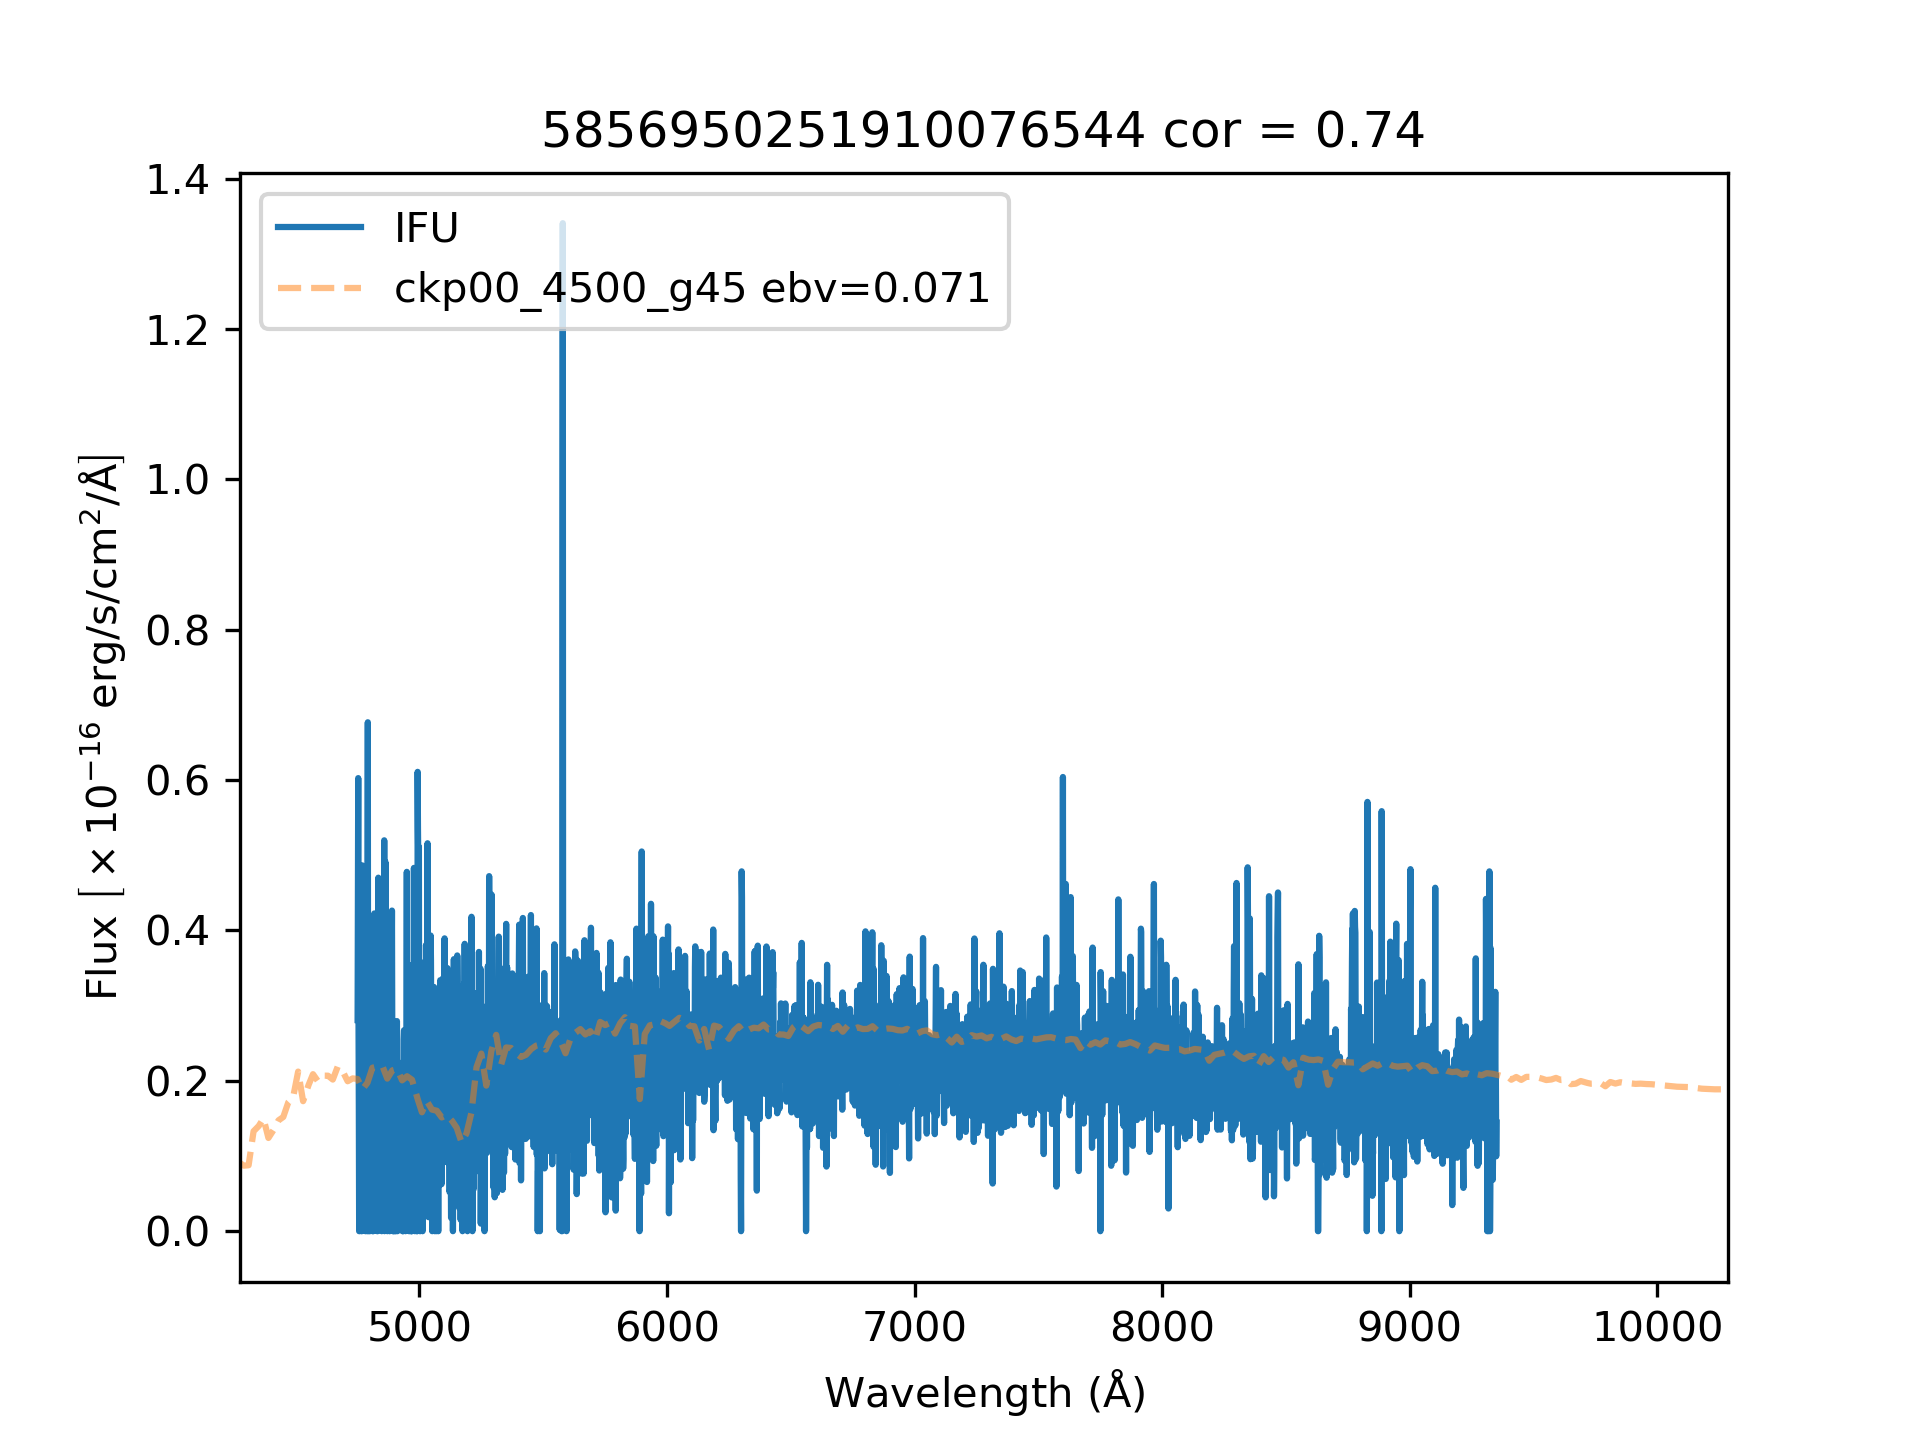 5856950251910076544 cor = 0.74
IFU
ckp00_4500_g45 ebv=0.071
1.4
1.2
1.0
0.8
0.6
0.4
0.2
0.0
Flux [×10⁻¹⁶ erg/s/cm²/Å]
5000 6000 7000 8000 9000 10000
Wavelength (Å)